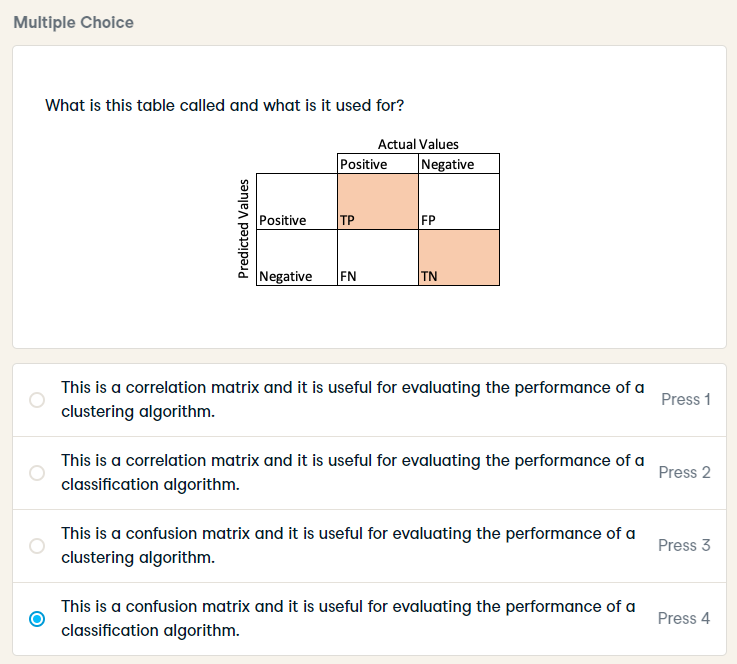 Multiple Choice
What is this table called and what is it used for?
Actual Values
Positive Negative
Predicted Values
Positive TP FP
Negative FN TN
This is a correlation matrix and it is useful for evaluating the performance of a
clustering algorithm.
Press 1
This is a correlation matrix and it is useful for evaluating the performance of a
classification algorithm.
Press 2
This is a confusion matrix and it is useful for evaluating the performance of a
clustering algorithm.
Press 3
This is a confusion matrix and it is useful for evaluating the performance of a
classification algorithm.
Press 4